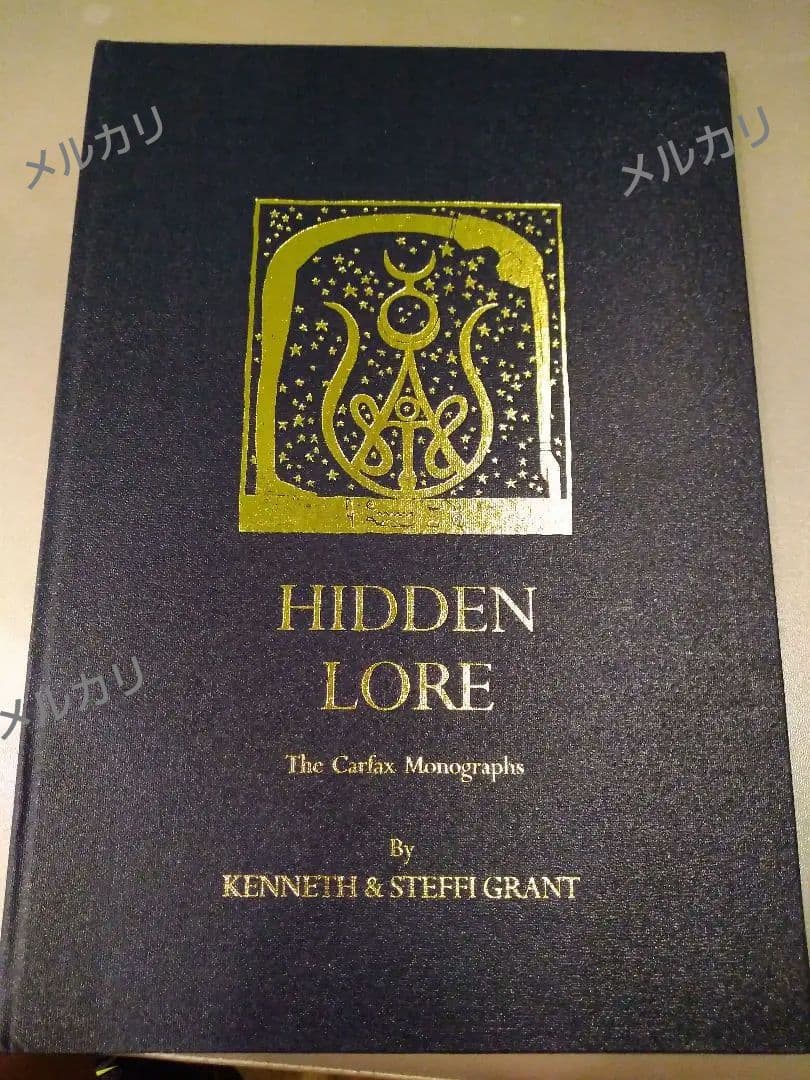 メルカリ
メルカリ
HIDDEN
LORE
メルカリ
The Carfax Monographs
By
KENNETH & STEFFI GRANT